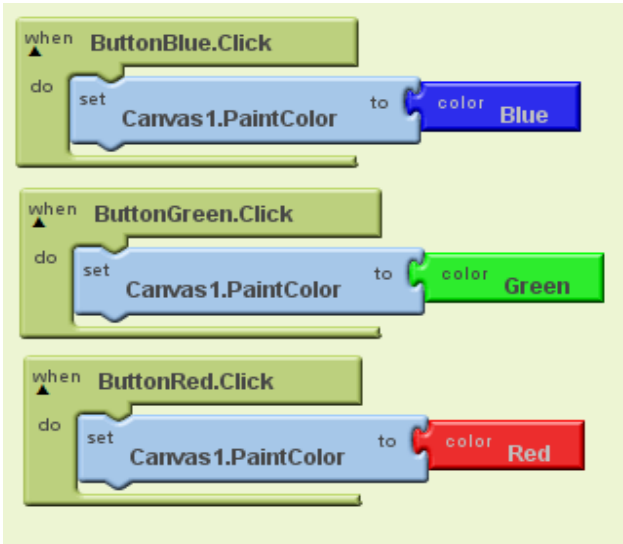 when ButtonBlue.Click
do set Canvas1.PaintColor to color Blue
when ButtonGreen.Click
do set Canvas1.PaintColor to color Green
when ButtonRed.Click
do set Canvas1.PaintColor to color Red